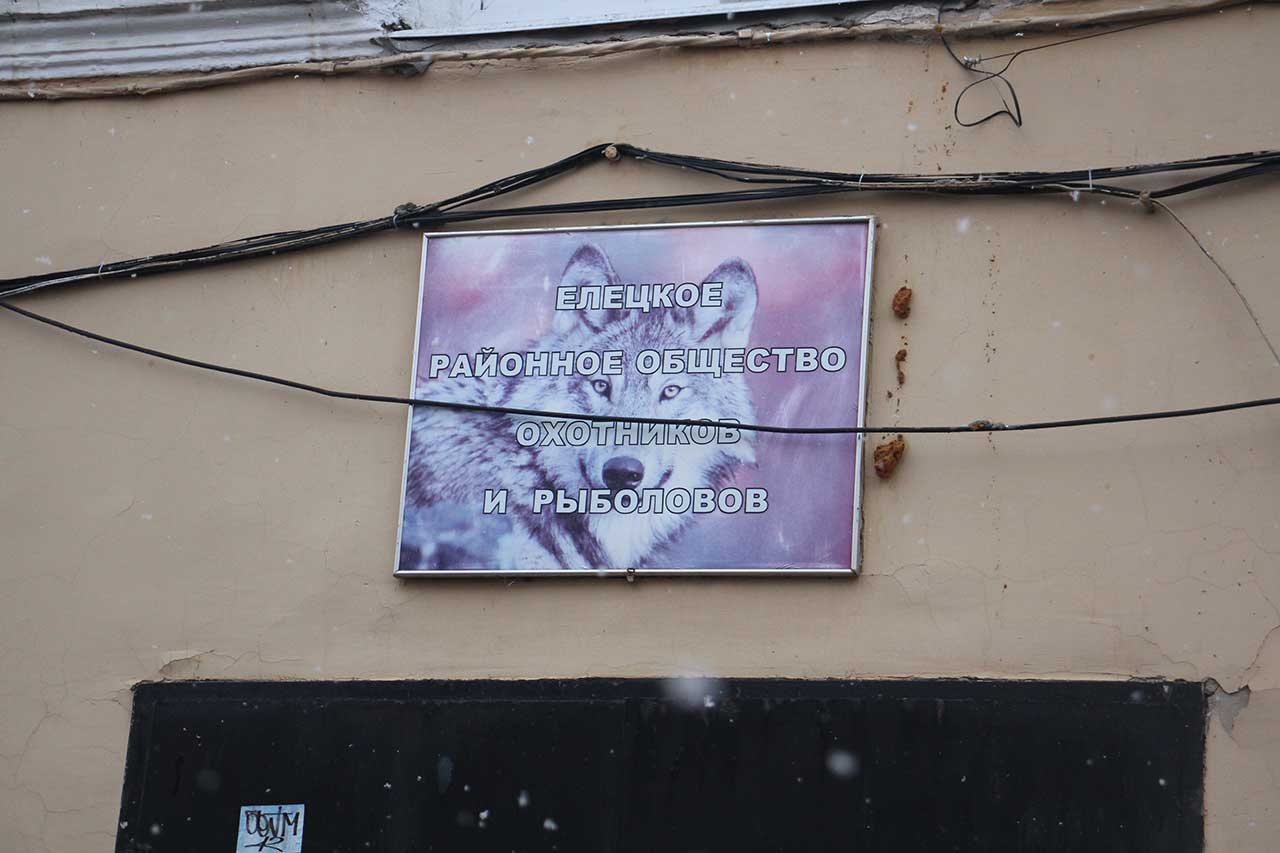 ЕЛЕЦКОЕ
РАЙОННОЕ ОБЩЕСТВО
ОХОТНИКОВ
И РЫБОЛОВОВ